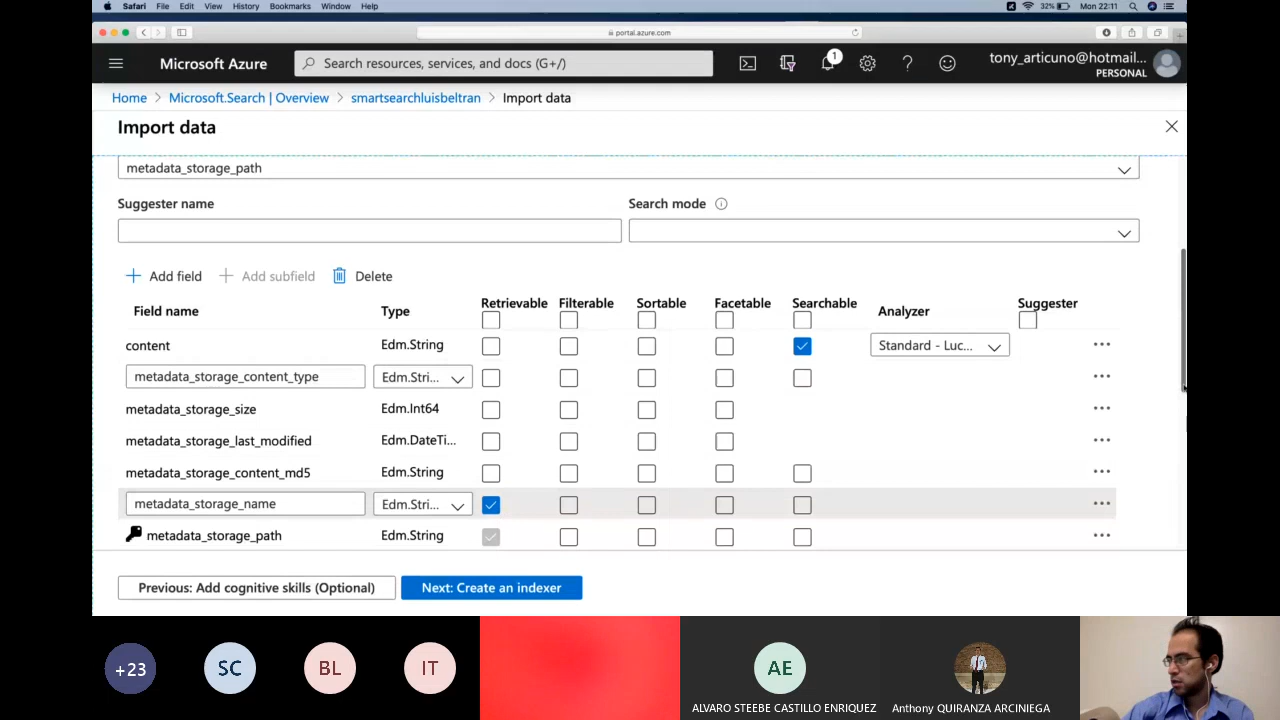 Safari File Edit View History Bookmarks Window Help 32% Mon 22:11
portal.azure.com
Microsoft Azure Search resources, services, and docs (G+/) 1 tony_articuno@hotmail...
PERSONAL
Home > Microsoft.Search | Overview > smartsearchluisbeltran > Import data
Import data
metadata_storage_path
Suggester name Search mode
Add field Add subfield Delete
Field name Type Retrievable Filterable Sortable Facetable Searchable Analyzer Suggester
content Edm.String Standard - Luc...
metadata_storage_content_type Edm.Stri...
metadata_storage_size Edm.Int64
metadata_storage_last_modified Edm.DateTi...
metadata_storage_content_md5 Edm.String
metadata_storage_name Edm.Stri...
metadata_storage_path Edm.String
Previous: Add cognitive skills (Optional) Next: Create an indexer
+23 SC BL IT AE
ALVARO STEEBE CASTILLO ENRIQUEZ Anthony QUIRANZA ARCINIEGA